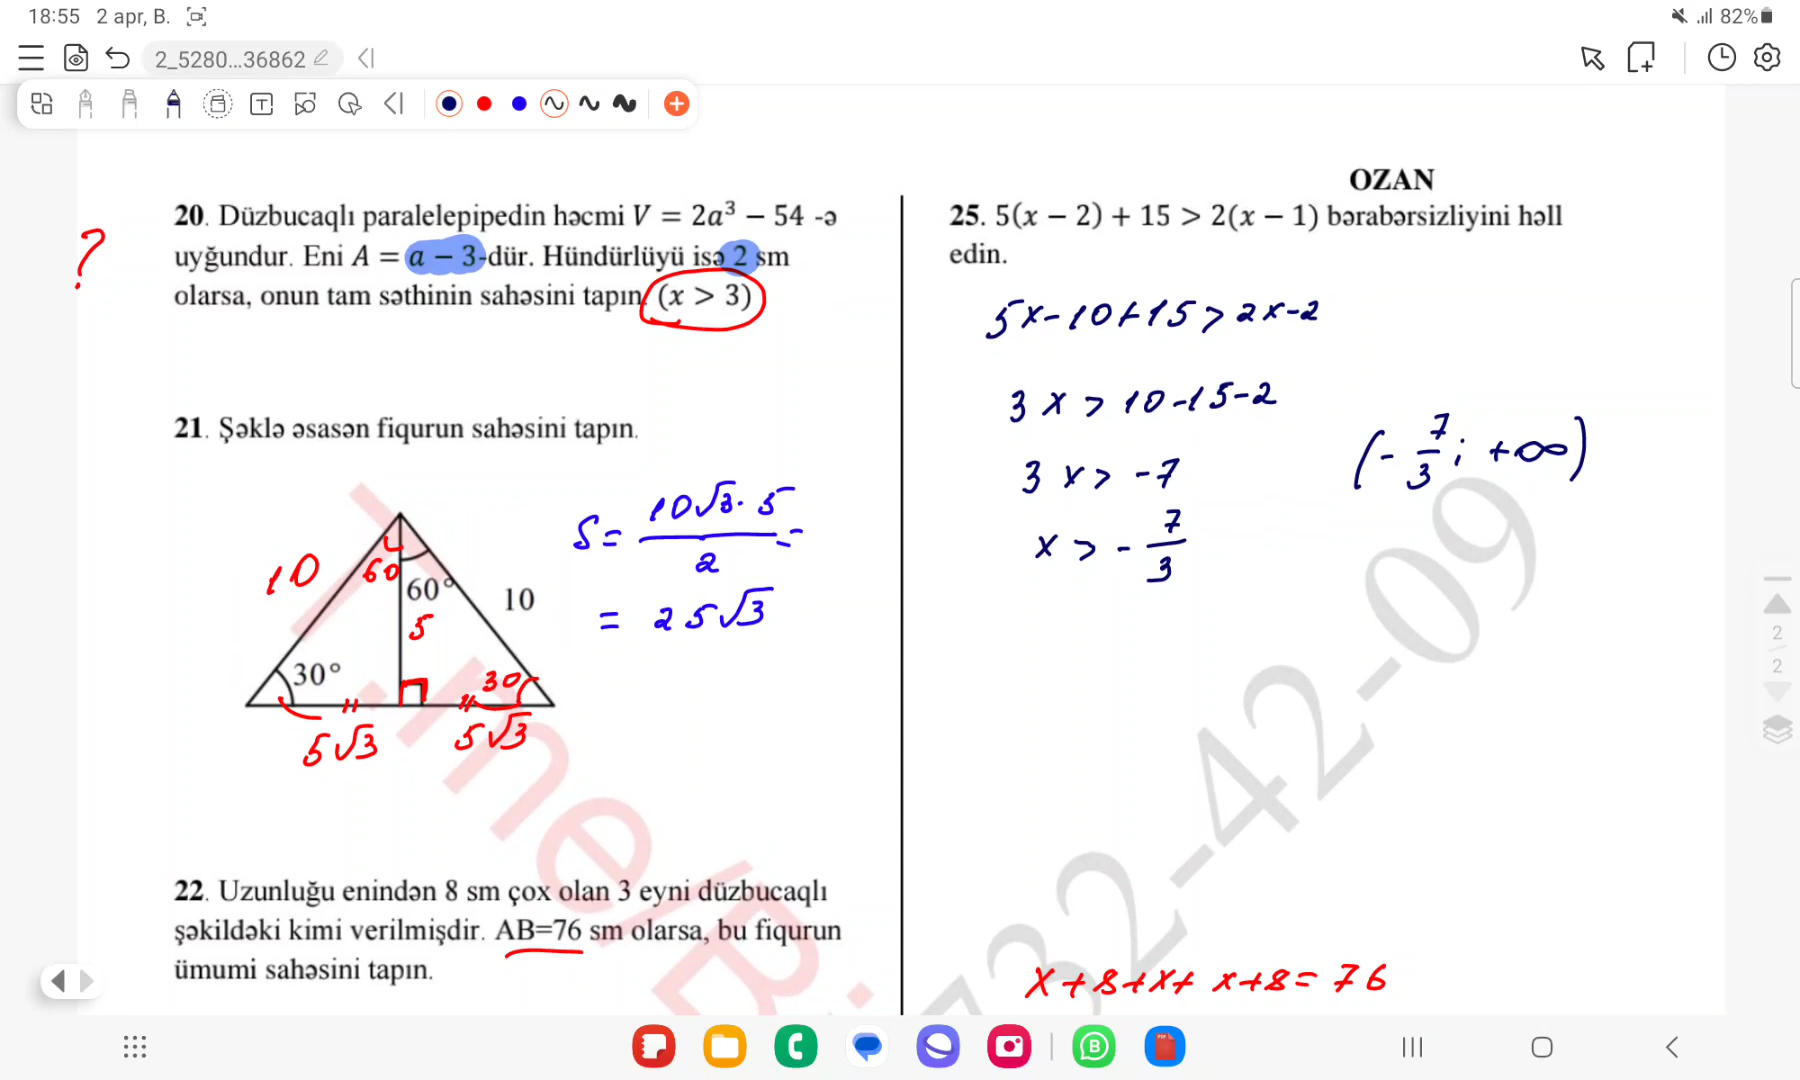 18:55 2 apr, B.
82%
2_5280...36862
OZAN
20. Düzbucaqlı paralelepipedin həcmi V = 2a³ − 54 -ə
uyğundur. Eni A = a − 3-dür. Hündürlüyü isə 2 sm
olarsa, onun tam səthinin sahəsini tapın. (x > 3)
?
21. Şəklə əsasən fiqurun sahəsini tapın.
10
60
60°
10
5
30°
30
5√3
5√3
S = 10√3 · 5 / 2 =
= 25√3
22. Uzunluğu enindən 8 sm çox olan 3 eyni düzbucaqlı
şəkildəki kimi verilmişdir. AB=76 sm olarsa, bu fiqurun
ümumi sahəsini tapın.
25. 5(x − 2) + 15 > 2(x − 1) bərabərsizliyini həll
edin.
5x-10+15 > 2x-2
3x > 10-15-2
3x > -7
x > - 7/3
(- 7/3; +∞)
x+8+x+ x+8 = 76
T.me/Bi
732-42-09
2
2